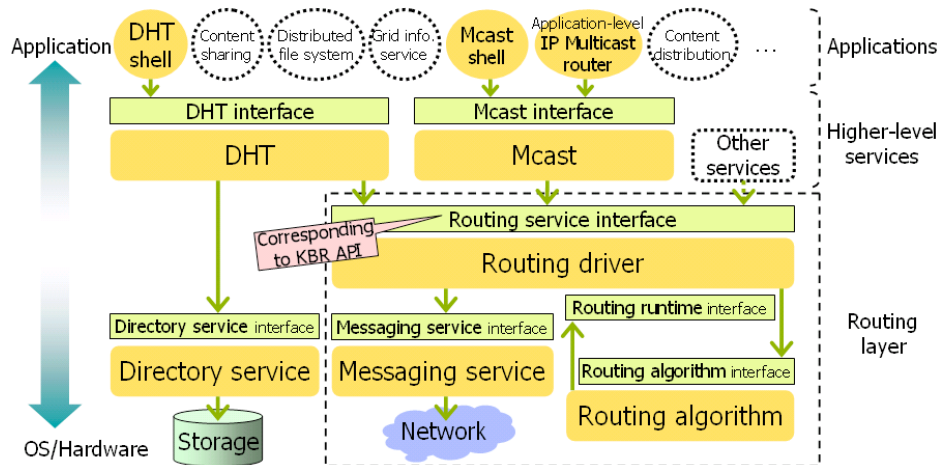 Application
DHT
shell
Content
sharing
Distributed
file system
Grid info.
service
Mcast
shell
Application-level
IP Multicast
router
Content
distribution
...
Applications
DHT interface
Mcast interface
DHT
Mcast
Other
services
Higher-level
services
Routing service interface
Corresponding
to KBR API
Routing driver
Routing runtime interface
Directory service interface
Messaging service interface
Routing
layer
Directory service
Messaging service
Routing algorithm interface
Routing algorithm
Storage
Network
OS/Hardware